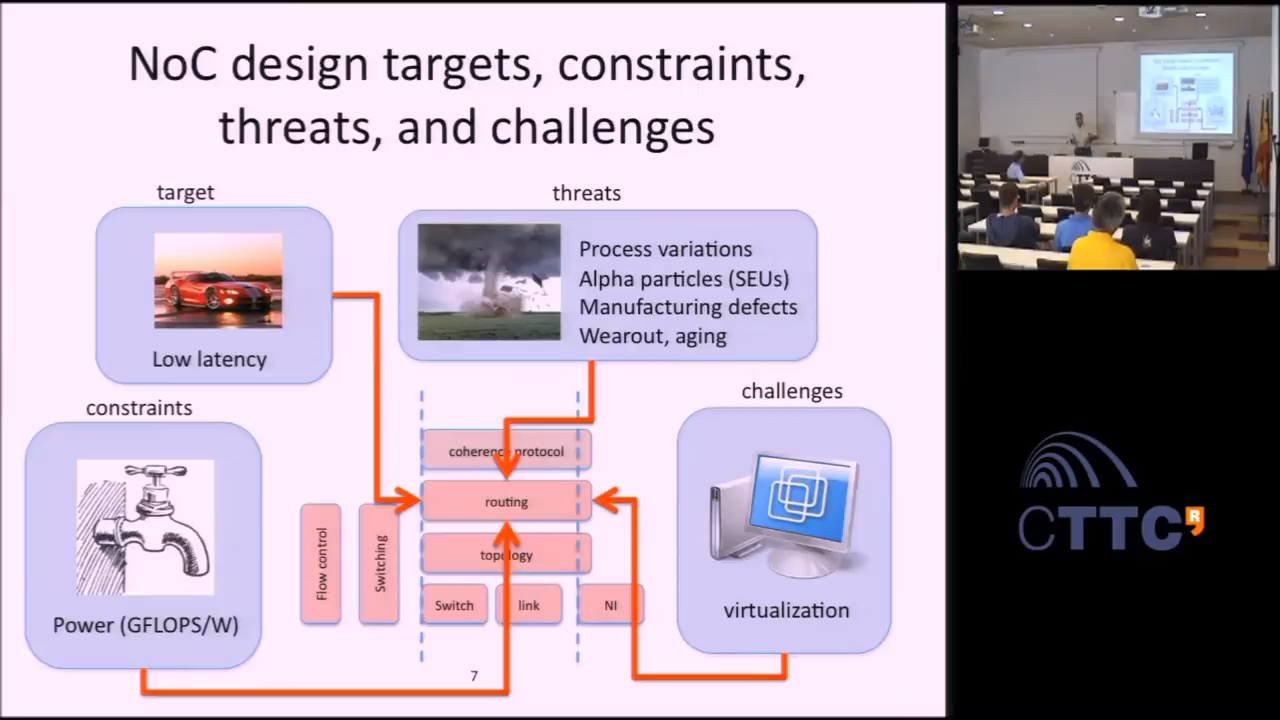 NoC design targets, constraints,
threats, and challenges
target
threats
Low latency
Process variations
Alpha particles (SEUs)
Manufacturing defects
Wearout, aging
constraints
challenges
Power (GFLOPS/W)
Flow control
Switching
coherence protocol
routing
topology
Switch
link
NI
virtualization
7
CTTC
CTTCR